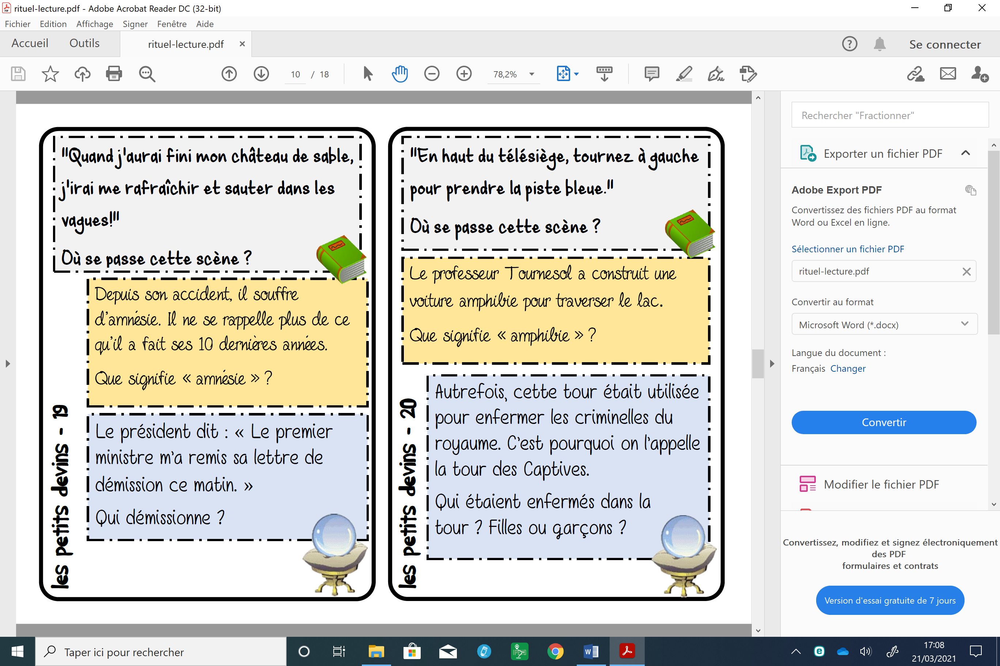 rituel-lecture.pdf - Adobe Acrobat Reader DC (32-bit)
Fichier Edition Affichage Signer Fenêtre Aide
Accueil Outils rituel-lecture.pdf Se connecter
10 / 18 78,2%
"Quand j'aurai fini mon château de sable,
j'irai me rafraîchir et sauter dans les
vagues!"
Où se passe cette scène ?
Depuis son accident, il souffre
d'amnésie. Il ne se rappelle plus de ce
qu'il a fait ses 10 dernières années.
Que signifie « amnésie » ?
Le président dit : « Le premier
ministre m'a remis sa lettre de
démission ce matin. »
Qui démissionne ?
les petits devins - 19
"En haut du télésiège, tournez à gauche
pour prendre la piste bleue."
Où se passe cette scène ?
Le professeur Tournesol a construit une
voiture amphibie pour traverser le lac.
Que signifie « amphibie » ?
Autrefois, cette tour était utilisée
pour enfermer les criminelles du
royaume. C'est pourquoi on l'appelle
la tour des Captives.
Qui étaient enfermés dans la
tour ? Filles ou garçons ?
les petits devins - 20
Rechercher "Fractionner"
Exporter un fichier PDF
Adobe Export PDF
Convertissez des fichiers PDF au format
Word ou Excel en ligne.
Sélectionner un fichier PDF
rituel-lecture.pdf
Convertir au format
Microsoft Word (*.docx)
Langue du document :
Français Changer
Convertir
Modifier le fichier PDF
Convertissez, modifiez et signez électroniquement
des PDF
formulaires et contrats
Version d'essai gratuite de 7 jours
Taper ici pour rechercher
17:08
21/03/2021